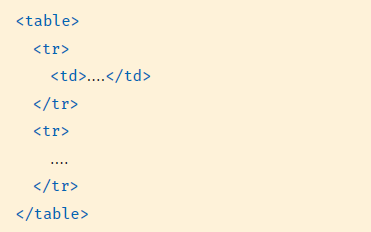 <table>
<tr>
<td>....</td>
</tr>
<tr>
....
</tr>
</table>